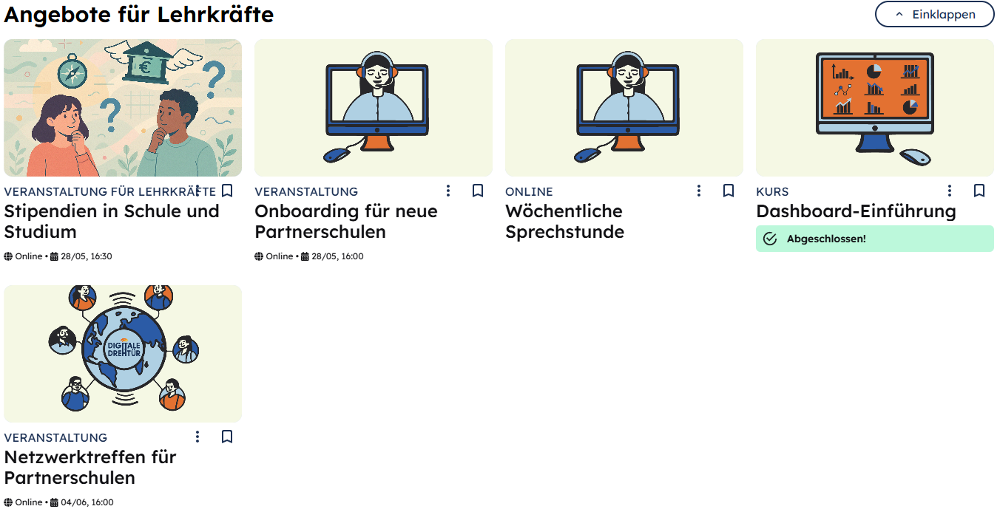 Angebote für Lehrkräfte
Einklappen
€
? ?
VERANSTALTUNG FÜR LEHRKRÄFTE
Stipendien in Schule und
Studium
Online • 28/05, 16:30
VERANSTALTUNG
Onboarding für neue
Partnerschulen
Online • 28/05, 16:00
ONLINE
Wöchentliche
Sprechstunde
KURS
Dashboard-Einführung
Abgeschlossen!
DIGITALE
DREHTÜR
VERANSTALTUNG
Netzwerktreffen für
Partnerschulen
Online • 04/06, 16:00